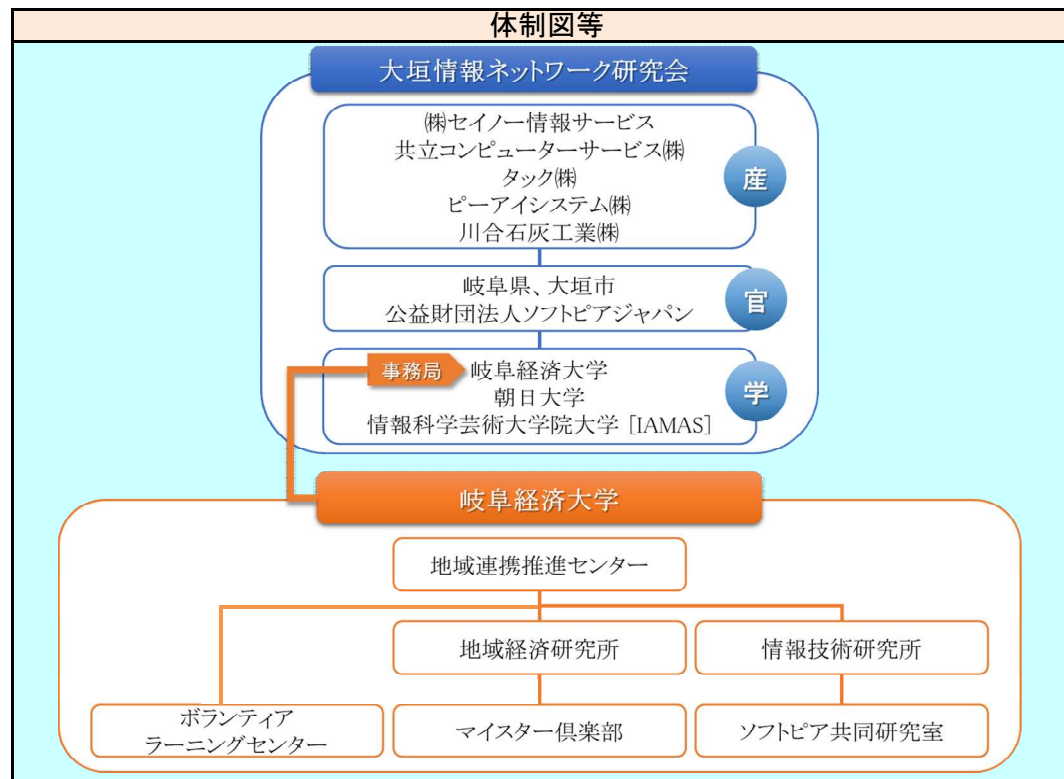 体制図等
大垣情報ネットワーク研究会
㈱セイノー情報サービス
共立コンピューターサービス㈱
タック㈱
ピーアイシステム㈱
川合石灰工業㈱
産
岐阜県、大垣市
公益財団法人ソフトピアジャパン
官
事務局
岐阜経済大学
朝日大学
情報科学芸術大学院大学［IAMAS］
学
岐阜経済大学
地域連携推進センター
地域経済研究所
情報技術研究所
ボランティア
ラーニングセンター
マイスター倶楽部
ソフトピア共同研究室